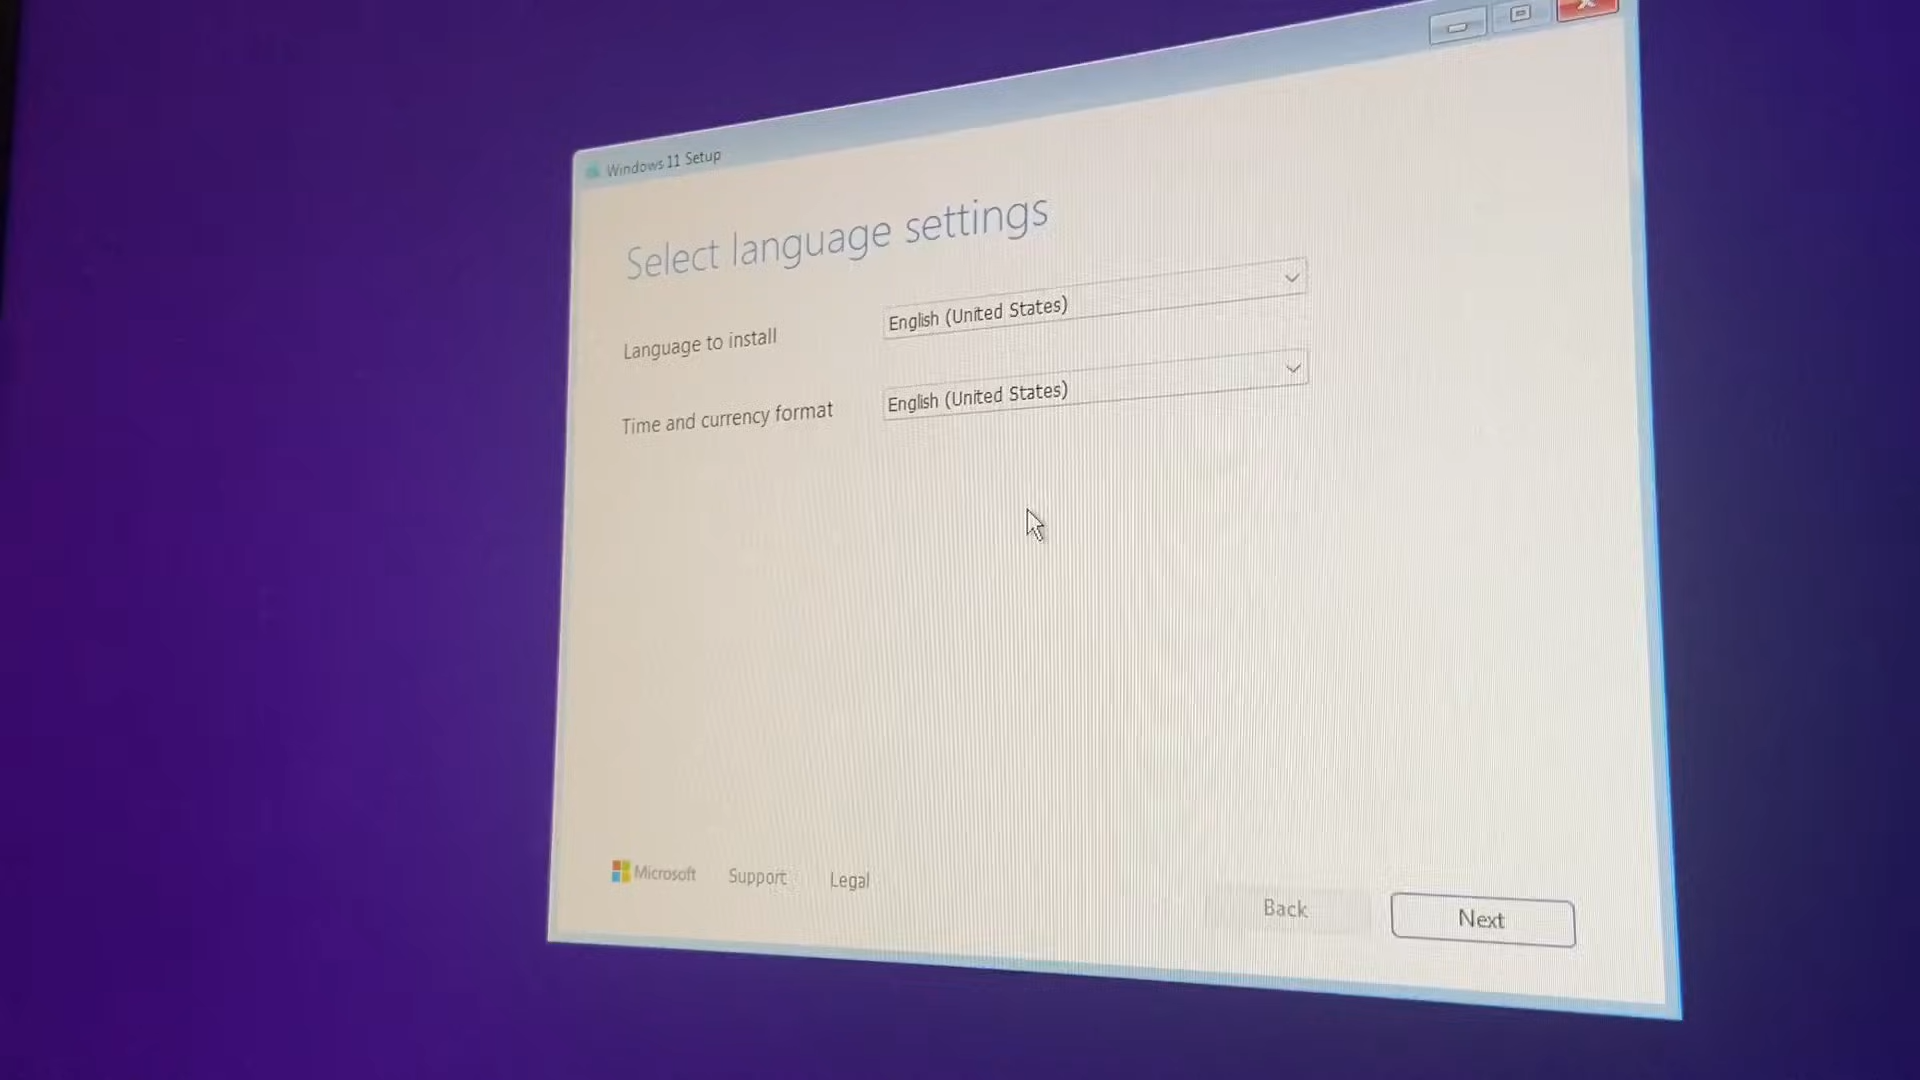 Windows 11 Setup
Select language settings
Language to install
English (United States)
Time and currency format
English (United States)
Microsoft
Support
Legal
Back
Next